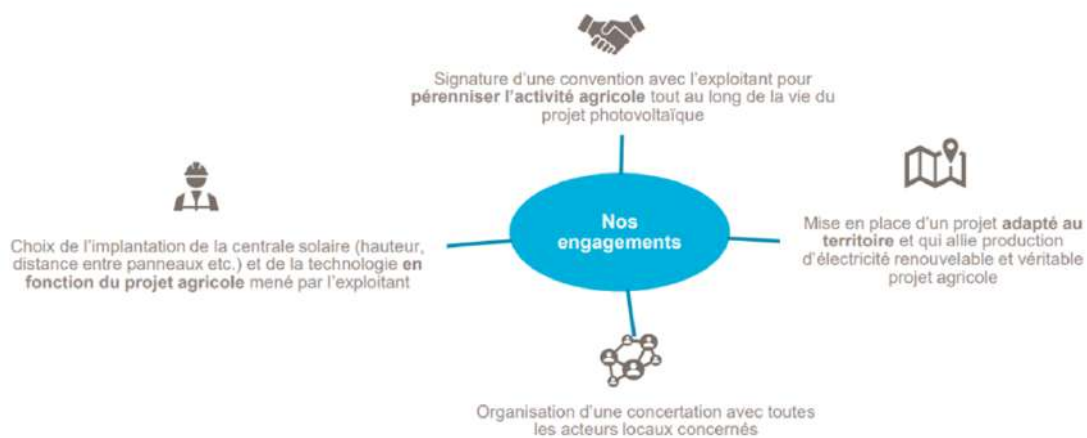 Signature d'une convention avec l'exploitant pour
pérenniser l'activité agricole tout au long de la vie du
projet photovoltaïque
Choix de l'implantation de la centrale solaire (hauteur,
distance entre panneaux etc.) et de la technologie en
fonction du projet agricole mené par l'exploitant
Nos
engagements
Mise en place d'un projet adapté au
territoire et qui allie production
d'électricité renouvelable et véritable
projet agricole
Organisation d'une concertation avec toutes
les acteurs locaux concernés